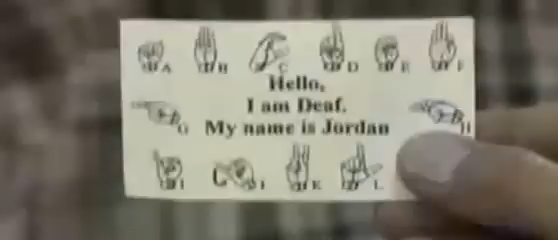 A B C D E F
Hello,
I am Deaf.
G My name is Jordan H
I J K L